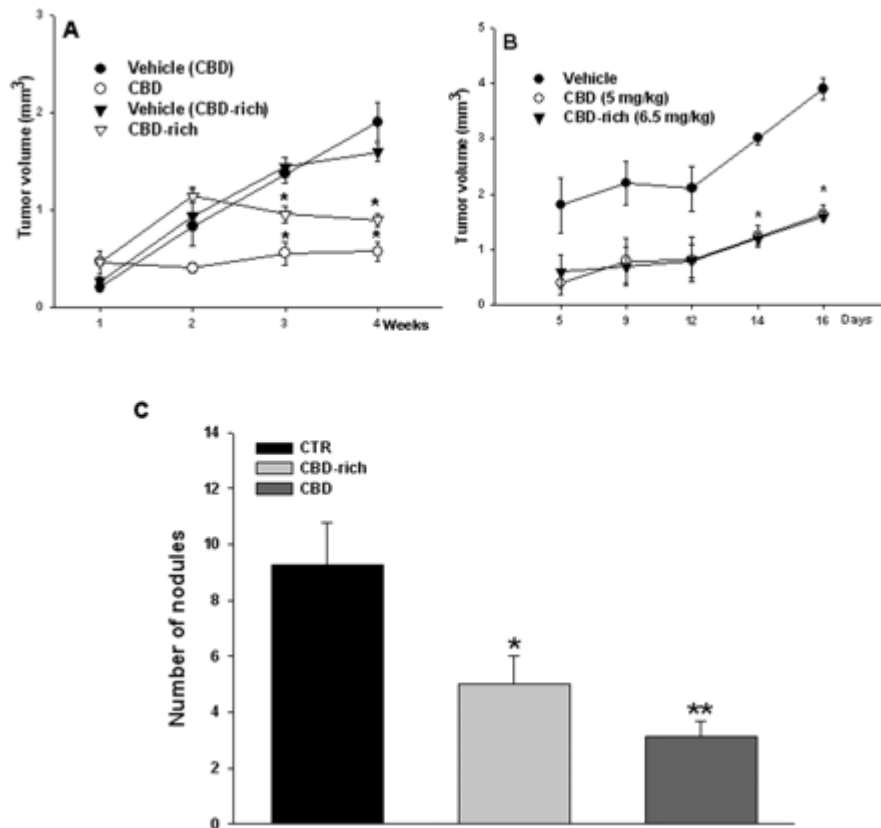 A
Vehicle (CBD)
CBD
Vehicle (CBD-rich)
CBD-rich
Tumor volume (mm³)
3
2
1
0
* *
* *
1 2 3 4 Weeks
B
Vehicle
CBD (5 mg/kg)
CBD-rich (6.5 mg/kg)
Tumor volume (mm³)
5
4
3
2
1
0
* *
5 9 12 14 16 Days
C
CTR
CBD-rich
CBD
Number of nodules
14
12
10
8
6
4
2
0
*
**